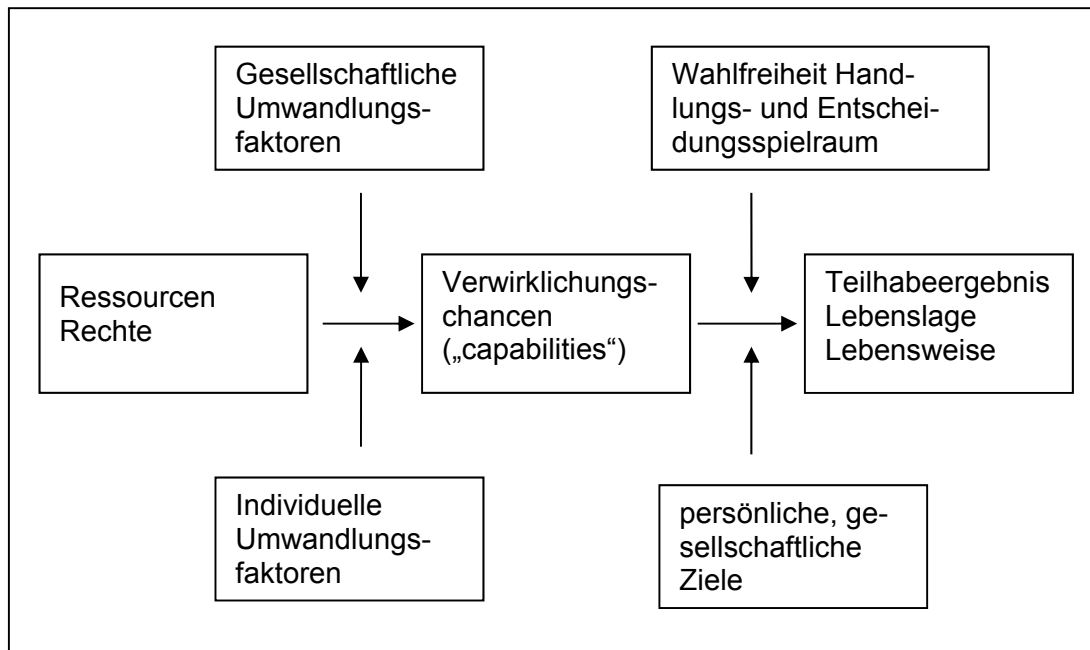 Gesellschaftliche
Umwandlungs-
faktoren
Wahlfreiheit Hand-
lungs- und Entschei-
dungsspielraum
Ressourcen
Rechte
Verwirklichungs-
chancen
(„capabilities“)
Teilhabeergebnis
Lebenslage
Lebensweise
Individuelle
Umwandlungs-
faktoren
persönliche, ge-
sellschaftliche
Ziele